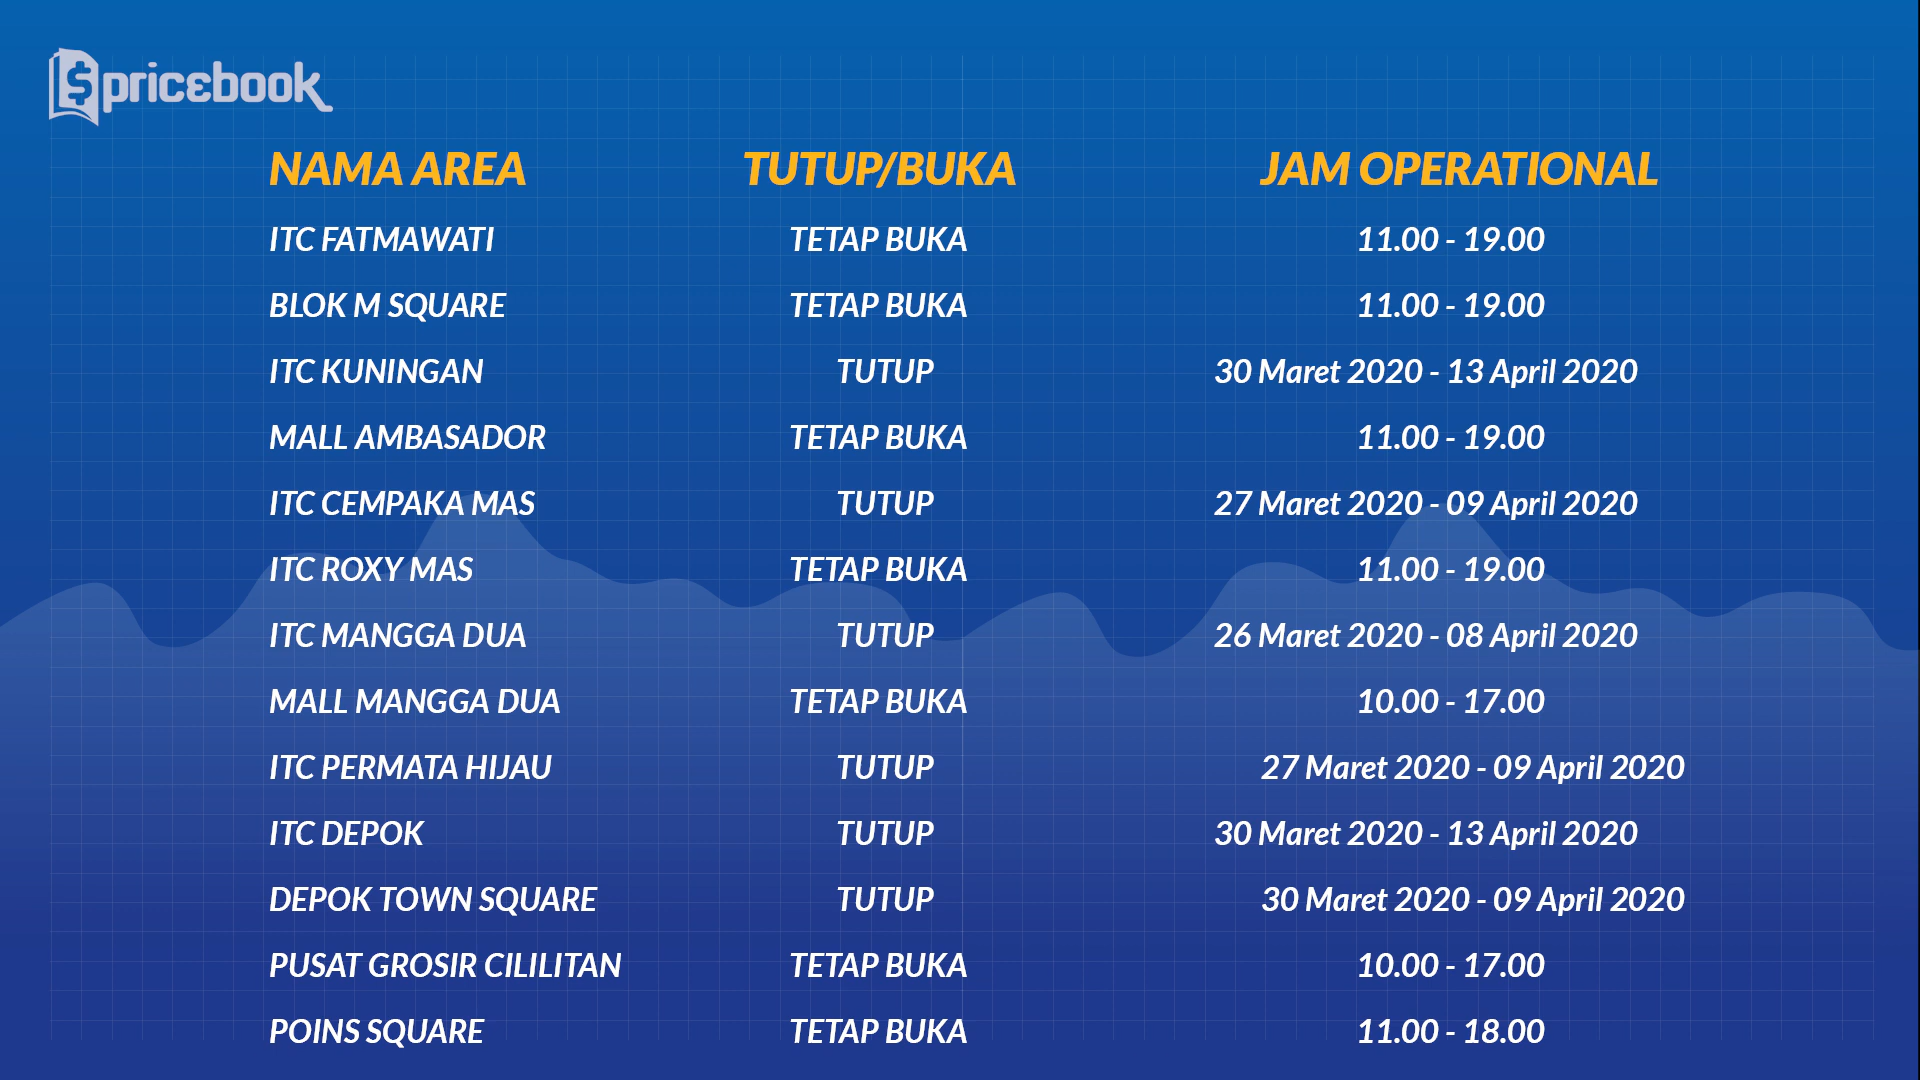 pricebook
NAMA AREA TUTUP/BUKA JAM OPERATIONAL
ITC FATMAWATI TETAP BUKA 11.00 - 19.00
BLOK M SQUARE TETAP BUKA 11.00 - 19.00
ITC KUNINGAN TUTUP 30 Maret 2020 - 13 April 2020
MALL AMBASADOR TETAP BUKA 11.00 - 19.00
ITC CEMPAKA MAS TUTUP 27 Maret 2020 - 09 April 2020
ITC ROXY MAS TETAP BUKA 11.00 - 19.00
ITC MANGGA DUA TUTUP 26 Maret 2020 - 08 April 2020
MALL MANGGA DUA TETAP BUKA 10.00 - 17.00
ITC PERMATA HIJAU TUTUP 27 Maret 2020 - 09 April 2020
ITC DEPOK TUTUP 30 Maret 2020 - 13 April 2020
DEPOK TOWN SQUARE TUTUP 30 Maret 2020 - 09 April 2020
PUSAT GROSIR CILILITAN TETAP BUKA 10.00 - 17.00
POINS SQUARE TETAP BUKA 11.00 - 18.00